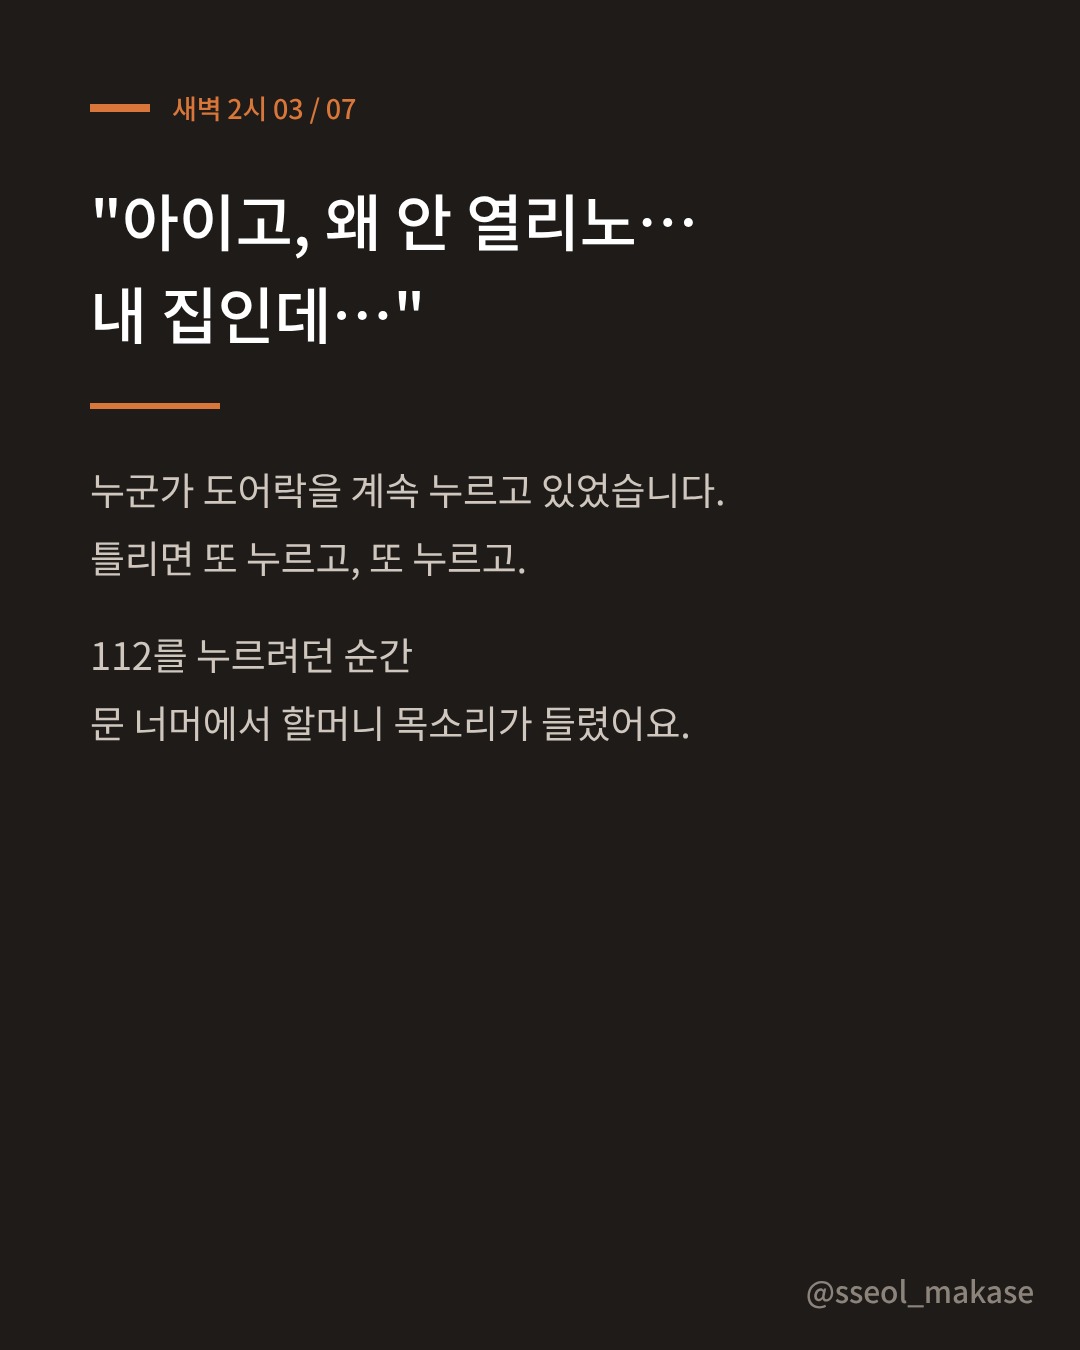 새벽 2시 03 / 07
"아이고, 왜 안 열리노…
내 집인데…"
누군가 도어락을 계속 누르고 있었습니다.
틀리면 또 누르고, 또 누르고.
112를 누르려던 순간
문 너머에서 할머니 목소리가 들렸어요.
@sseol_makase